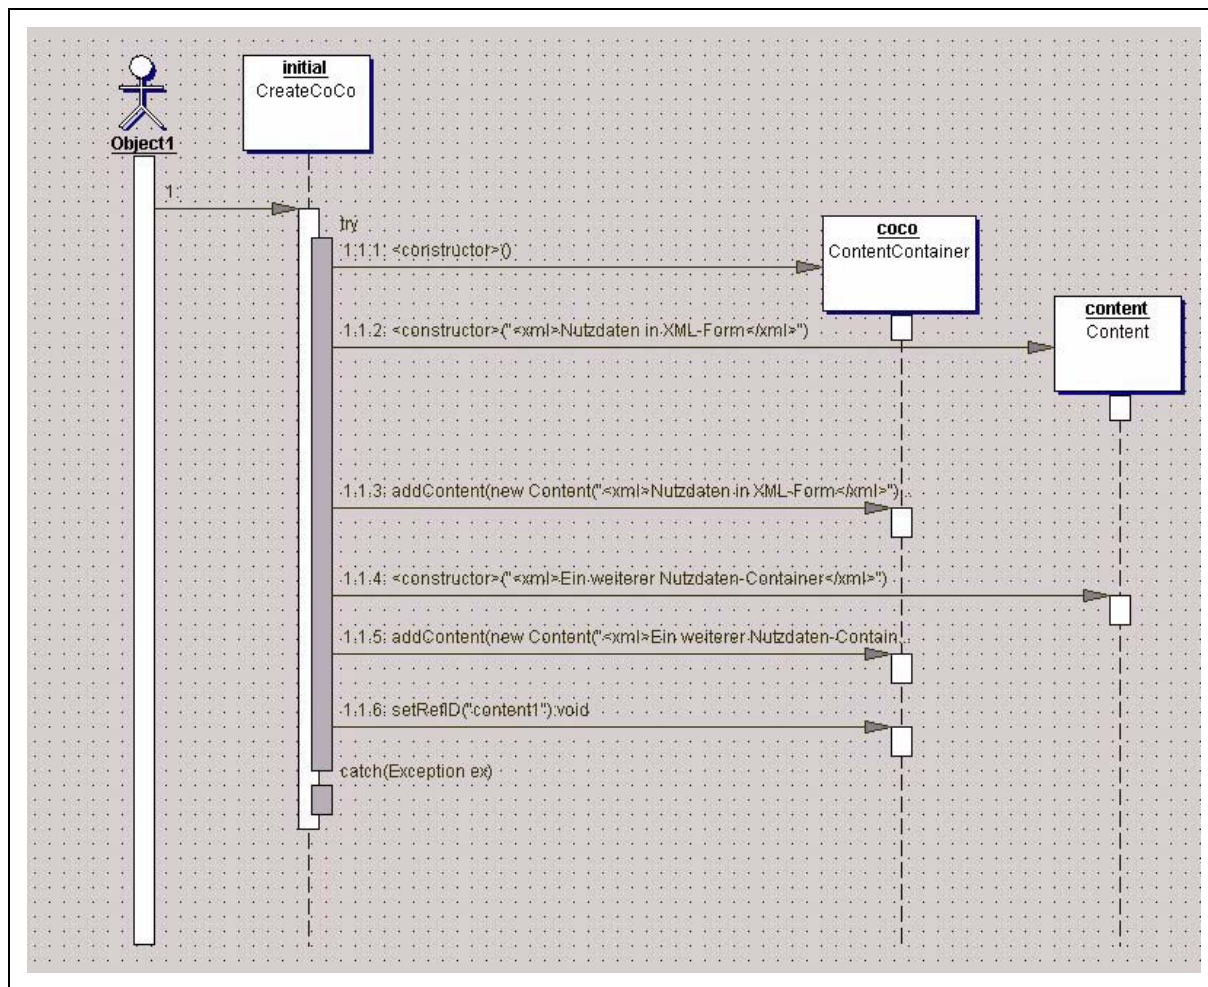 initial
CreateCoCo
Object1
1:
try
coco
ContentContainer
1.1.1: <constructor>()
content
Content
1.1.2: <constructor>("<xml>Nutzdaten in XML-Form</xml>")
1.1.3: addContent(new Content("<xml>Nutzdaten in XML-Form</xml>")...
1.1.4: <constructor>("<xml>Ein weiterer Nutzdaten-Container</xml>")
1.1.5: addContent(new Content("<xml>Ein weiterer Nutzdaten-Contain...
1.1.6: setRefID("content1"):void
catch(Exception ex)